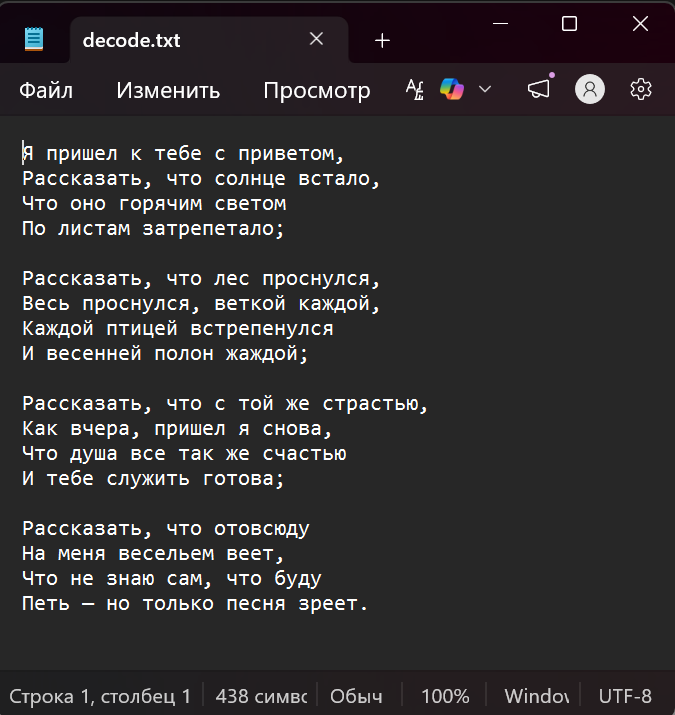 decode.txt
Файл Изменить Просмотр
Я пришел к тебе с приветом,
Рассказать, что солнце встало,
Что оно горячим светом
По листам затрепетало;
Рассказать, что лес проснулся,
Весь проснулся, веткой каждой,
Каждой птицей встрепенулся
И весенней полон жаждой;
Рассказать, что с той же страстью,
Как вчера, пришел я снова,
Что душа все так же счастью
И тебе служить готова;
Рассказать, что отовсюду
На меня весельем веет,
Что не знаю сам, что буду
Петь — но только песня зреет.
Строка 1, столбец 1 438 симво Обыч 100% Window UTF-8